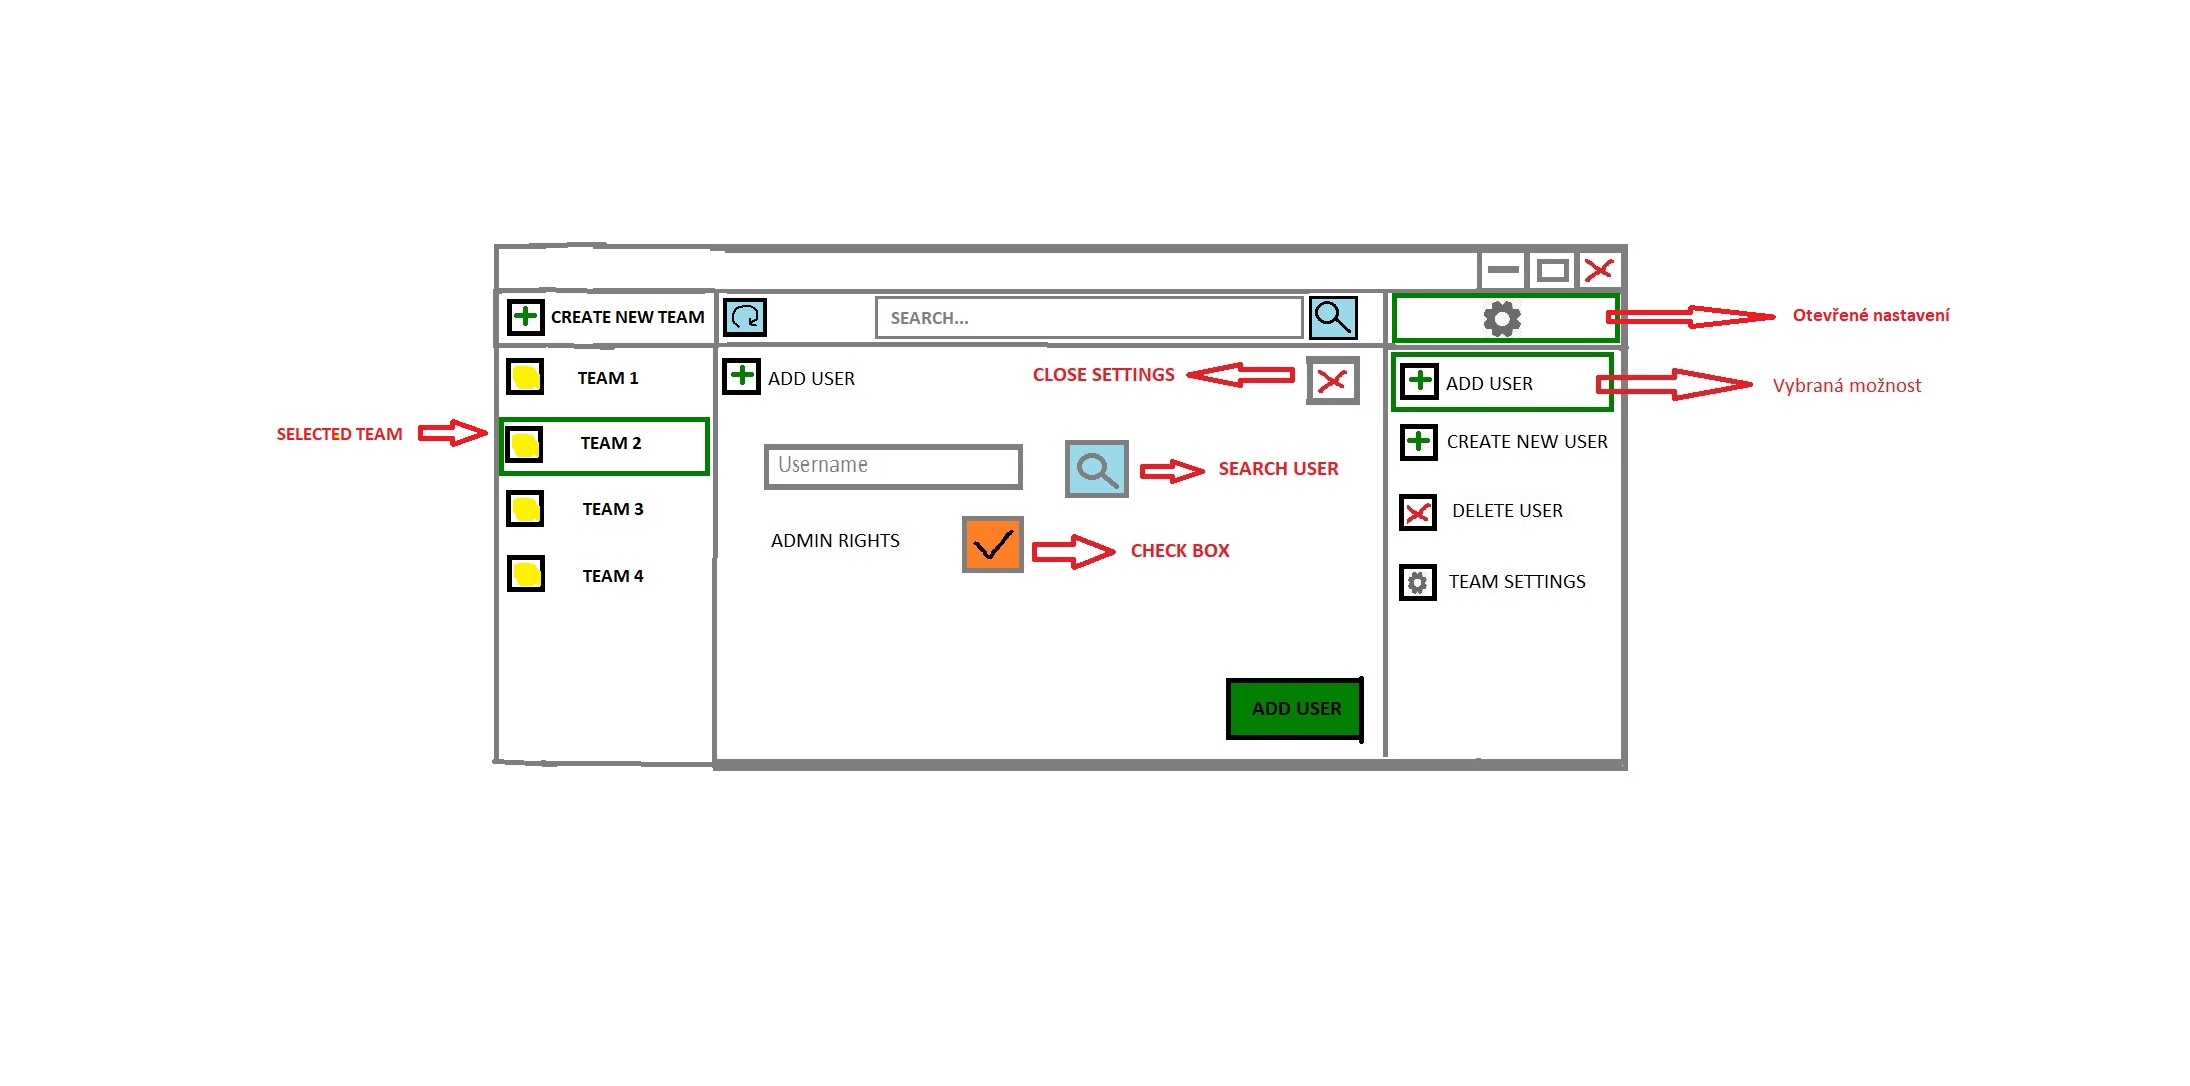 CREATE NEW TEAM
SEARCH...
Otevřené nastavení
TEAM 1
ADD USER
CLOSE SETTINGS
ADD USER
Vybraná možnost
SELECTED TEAM
TEAM 2
CREATE NEW USER
Username
SEARCH USER
TEAM 3
DELETE USER
ADMIN RIGHTS
CHECK BOX
TEAM 4
TEAM SETTINGS
ADD USER